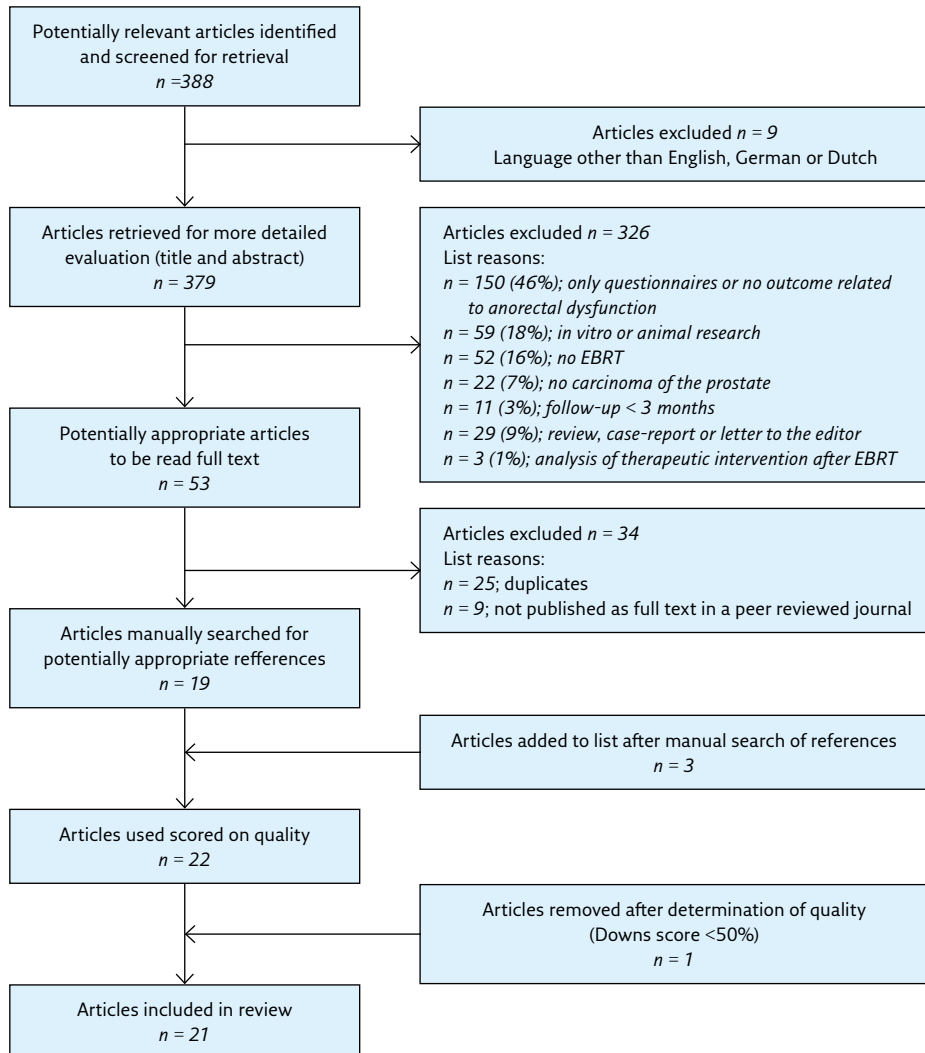 Potentially relevant articles identified
and screened for retrieval
n =388
Articles excluded n = 9
Language other than English, German or Dutch
Articles retrieved for more detailed
evaluation (title and abstract)
n = 379
Articles excluded n = 326
List reasons:
n = 150 (46%); only questionnaires or no outcome related
to anorectal dysfunction
n = 59 (18%); in vitro or animal research
n = 52 (16%); no EBRT
n = 22 (7%); no carcinoma of the prostate
n = 11 (3%); follow-up < 3 months
n = 29 (9%); review, case-report or letter to the editor
n = 3 (1%); analysis of therapeutic intervention after EBRT
Potentially appropriate articles
to be read full text
n = 53
Articles excluded n = 34
List reasons:
n = 25; duplicates
n = 9; not published as full text in a peer reviewed journal
Articles manually searched for
potentially appropriate refferences
n = 19
Articles added to list after manual search of references
n = 3
Articles used scored on quality
n = 22
Articles removed after determination of quality
(Downs score <50%)
n = 1
Articles included in review
n = 21